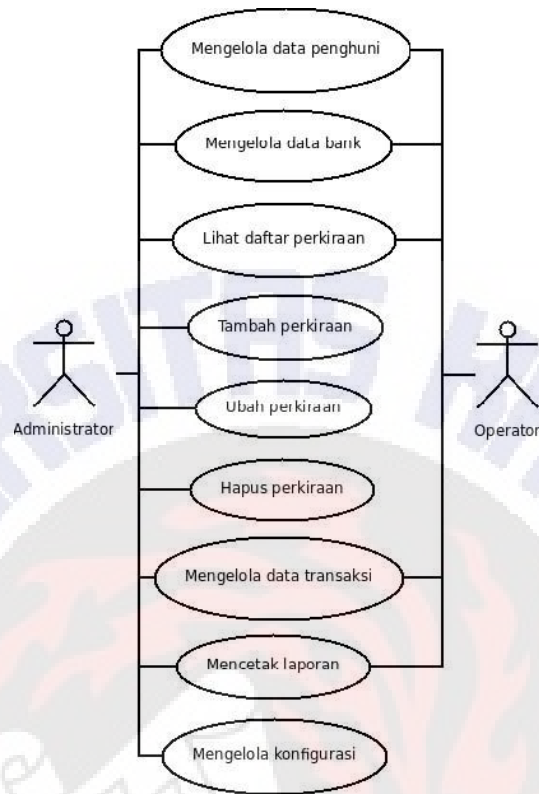 Mengelola data penghuni
Mengelola data bank
Lihat daftar perkiraan
Tambah perkiraan
Administrator
Operator
Ubah perkiraan
Hapus perkiraan
Mengelola data transaksi
Mencetak laporan
Mengelola konfigurasi